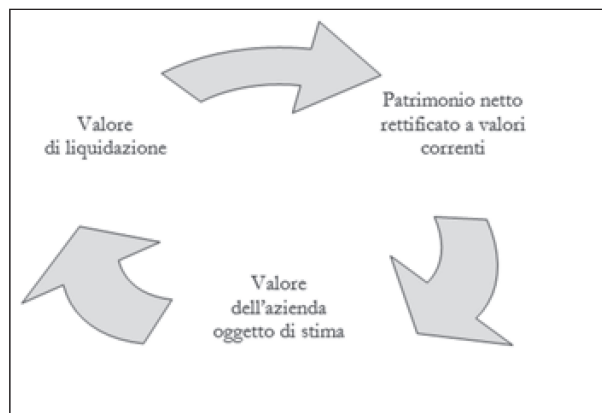 Valore
di liquidazione
Patrimonio netto
rettificato a valori
correnti
Valore
dell'azienda
oggetto di stima